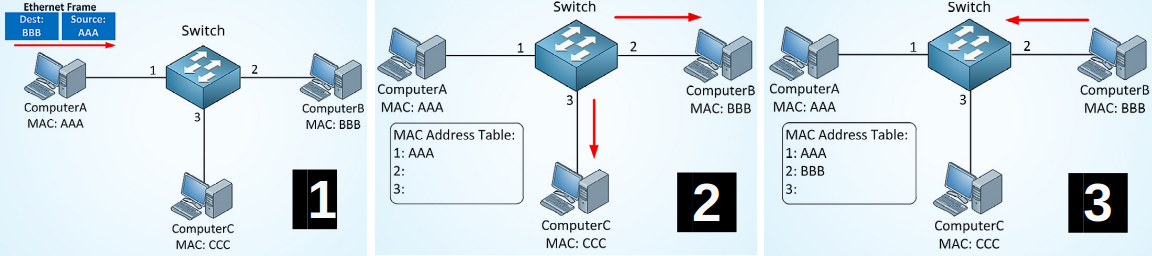 Ethernet Frame
Dest: BBB
Source: AAA
Switch
1
2
3
ComputerA
MAC: AAA
ComputerB
MAC: BBB
ComputerC
MAC: CCC
1
Switch
1
2
3
ComputerA
MAC: AAA
ComputerB
MAC: BBB
MAC Address Table:
1: AAA
2:
3:
ComputerC
MAC: CCC
2
Switch
1
2
3
ComputerA
MAC: AAA
ComputerB
MAC: BBB
MAC Address Table:
1: AAA
2: BBB
3:
ComputerC
MAC: CCC
3